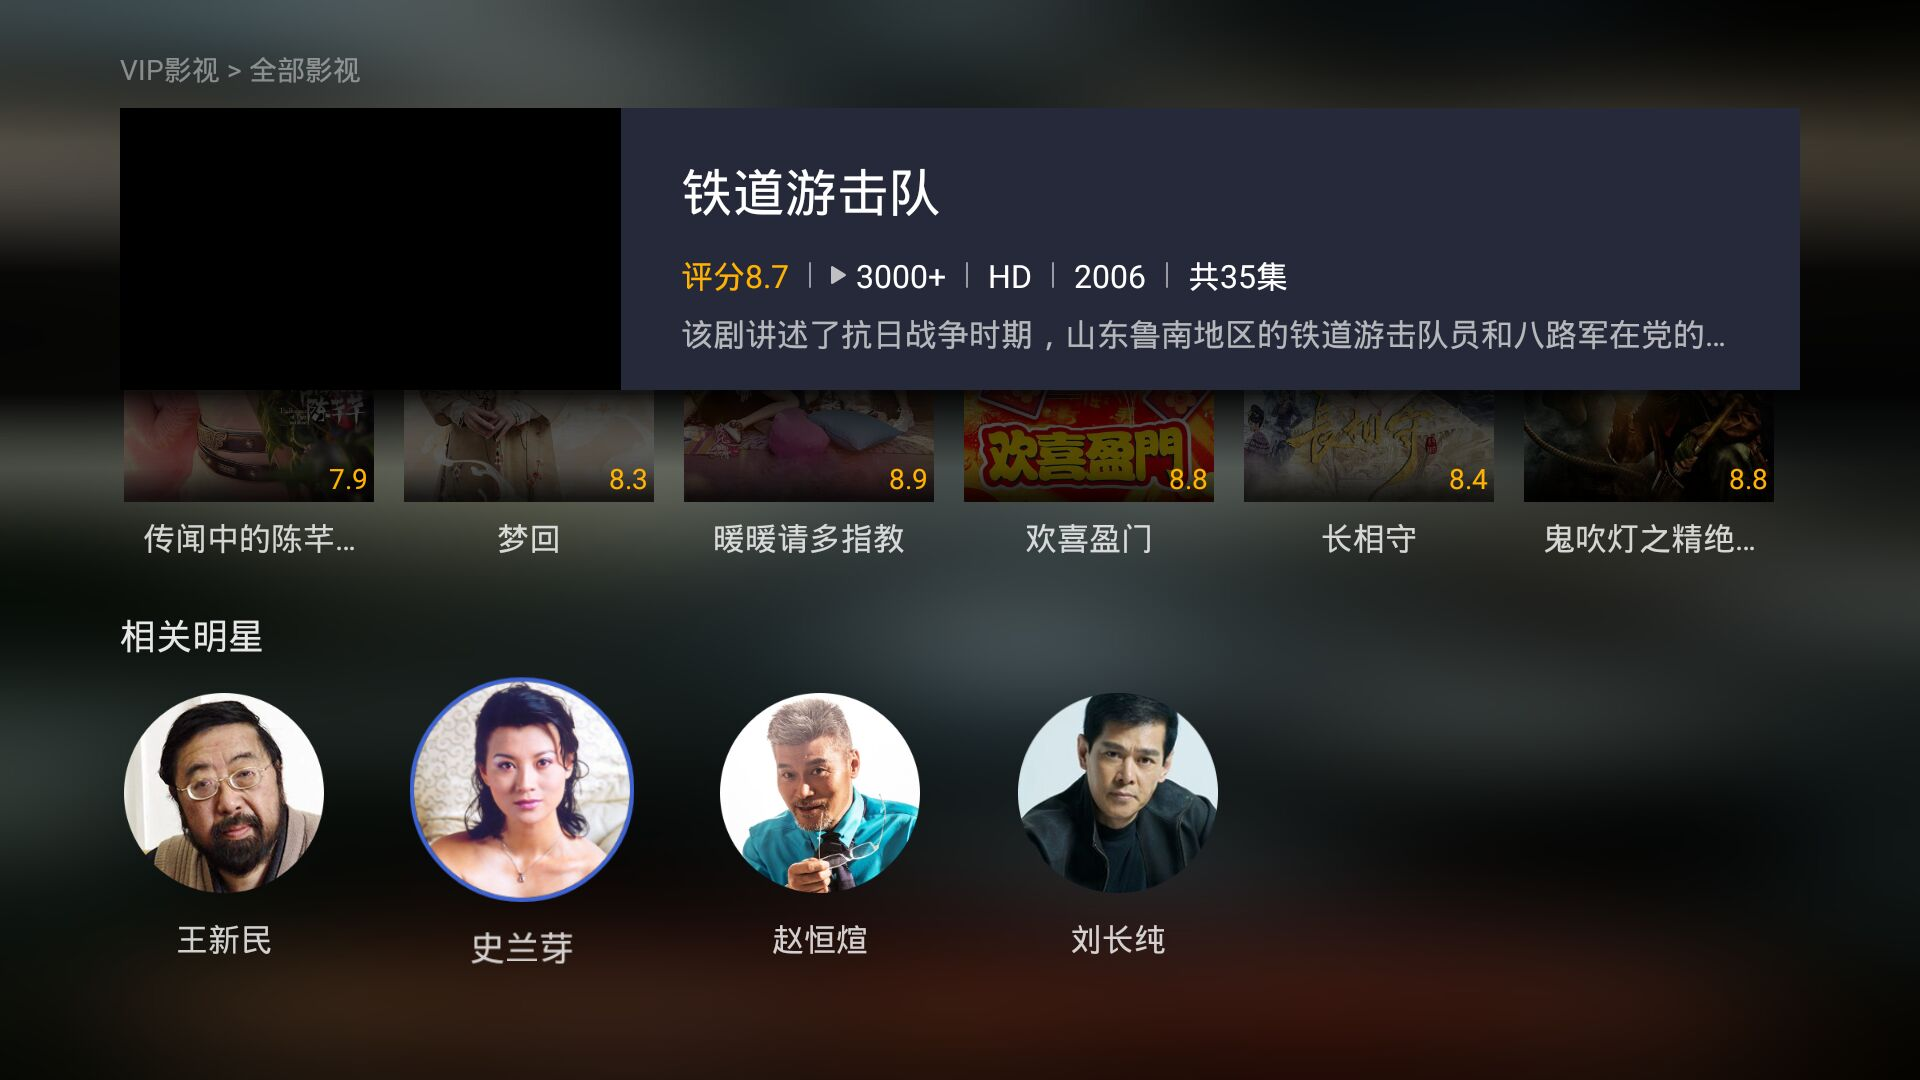 VIP影视 > 全部影视
铁道游击队
评分8.7 3000+ HD 2006 共35集
该剧讲述了抗日战争时期，山东鲁南地区的铁道游击队员和八路军在党的...
陈芊芊
欢喜盈門
长相守
7.9 8.3 8.9 8.8 8.4 8.8
传闻中的陈芊... 梦回 暖暖请多指教 欢喜盈门 长相守 鬼吹灯之精绝...
相关明星
王新民 史兰芽 赵恒煊 刘长纯